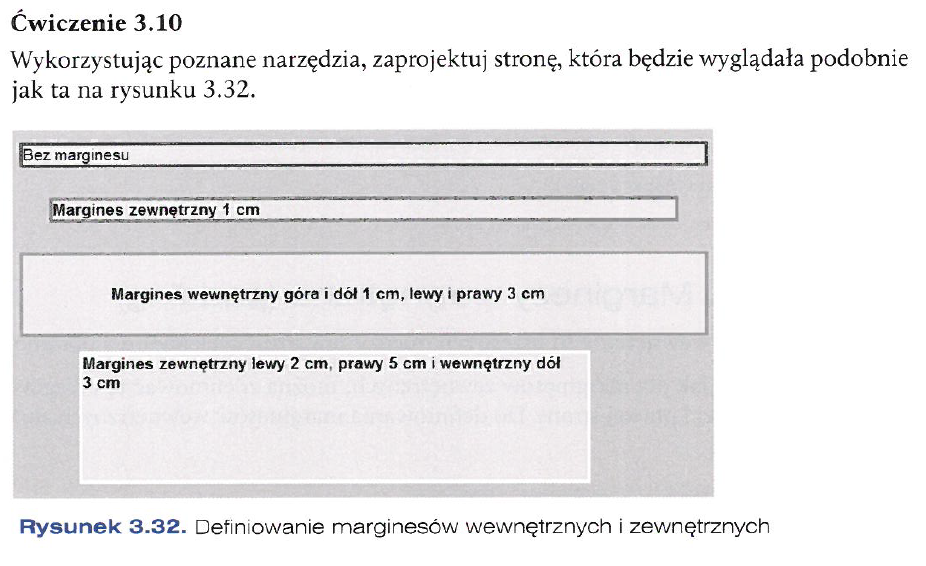 Ćwiczenie 3.10
Wykorzystując poznane narzędzia, zaprojektuj stronę, która będzie wyglądała podobnie
jak ta na rysunku 3.32.
Bez marginesu
Margines zewnętrzny 1 cm
Margines wewnętrzny góra i dół 1 cm, lewy i prawy 3 cm
Margines zewnętrzny lewy 2 cm, prawy 5 cm i wewnętrzny dół
3 cm
Rysunek 3.32. Definiowanie marginesów wewnętrznych i zewnętrznych